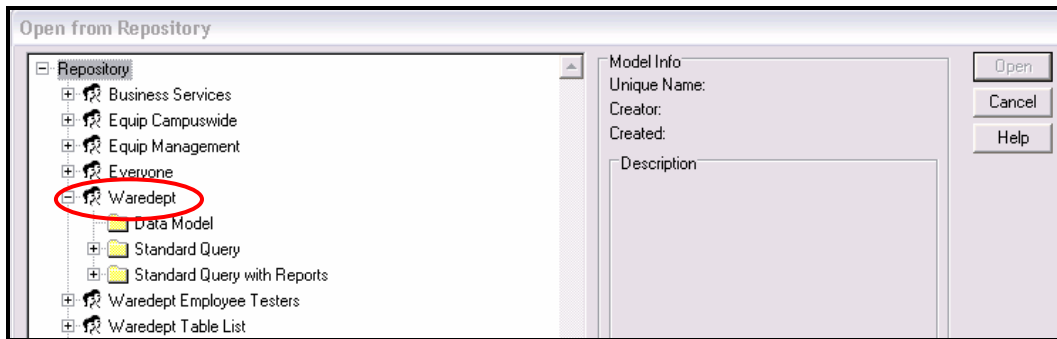 Open from Repository
Repository
Business Services
Equip Campuswide
Equip Management
Everyone
Waredept
Data Model
Standard Query
Standard Query with Reports
Waredept Employee Testers
Waredept Table List
Model Info
Unique Name:
Creator:
Created:
Description
Open
Cancel
Help